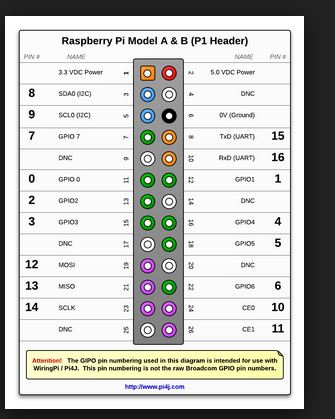 Raspberry Pi Model A & B (P1 Header)
PIN # NAME NAME PIN #
3.3 VDC Power 1 2 5.0 VDC Power
8 SDA0 (I2C) 3 4 DNC
9 SCL0 (I2C) 5 6 0V (Ground)
7 GPIO 7 7 8 TxD (UART) 15
DNC 9 10 RxD (UART) 16
0 GPIO 0 11 12 GPIO1 1
2 GPIO2 13 14 DNC
3 GPIO3 15 16 GPIO4 4
DNC 17 18 GPIO5 5
12 MOSI 19 20 DNC
13 MISO 21 22 GPIO6 6
14 SCLK 23 24 CE0 10
DNC 25 26 CE1 11
Attention! The GIPO pin numbering used in this diagram is intended for use with
WiringPi / Pi4J. This pin numbering is not the raw Broadcom GPIO pin numbers.
http://www.pi4j.com